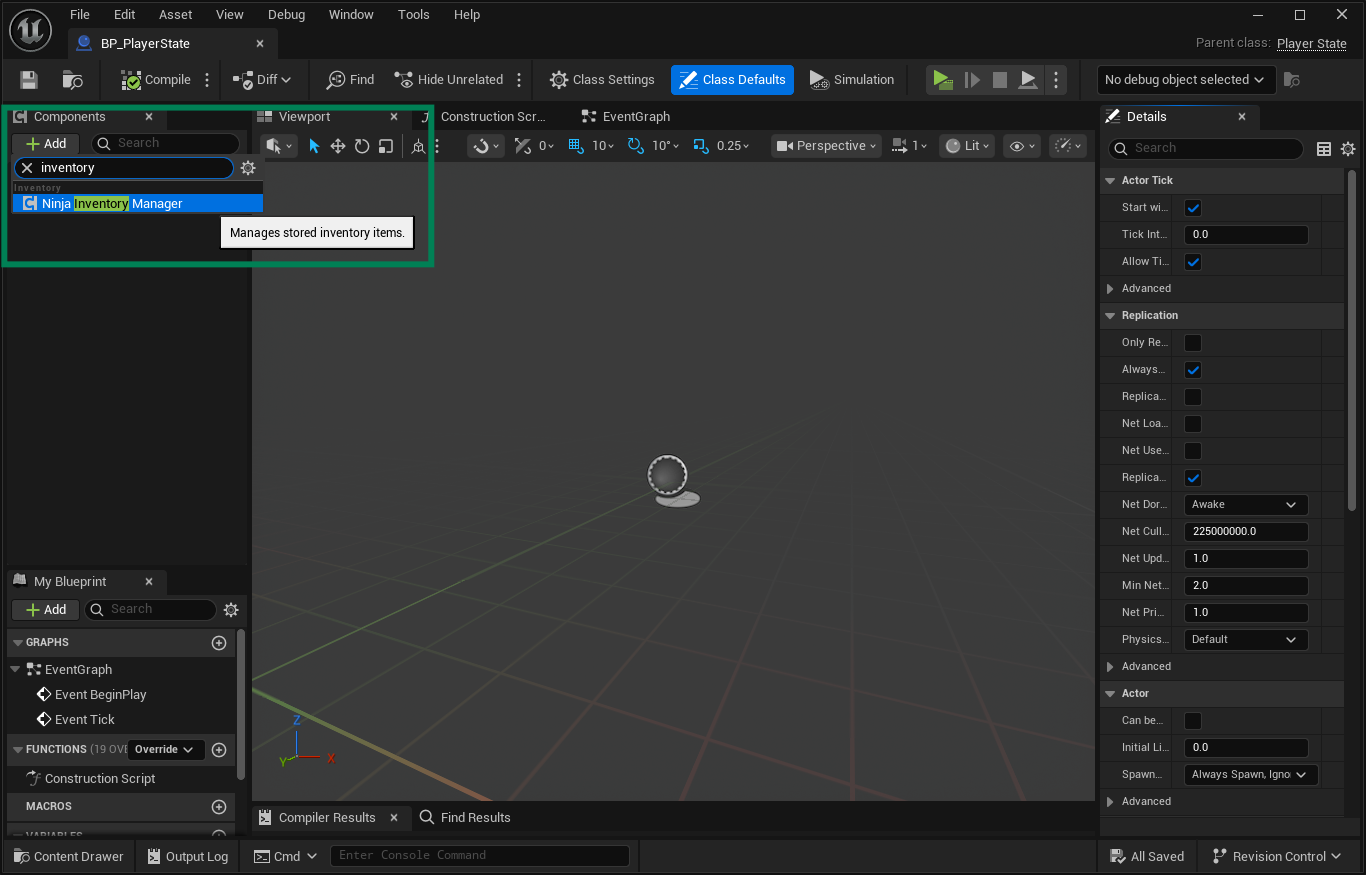 File Edit Asset View Debug Window Tools Help
BP_PlayerState
Parent class: Player State
Compile Diff Find Hide Unrelated Class Settings Class Defaults Simulation No debug object selected
Components Viewport Construction Scr... EventGraph Details
Add Search
0 10 10° 0.25 Perspective 1 Lit
Search
inventory
Inventory
Ninja Inventory Manager
Manages stored inventory items.
Actor Tick
Start wi...
Tick Int... 0.0
Allow Ti...
Advanced
Replication
Only Re...
Always...
Replica...
Net Loa...
Net Use...
Replica...
Net Dor... Awake
Net Cull... 225000000.0
Net Upd... 1.0
Min Net... 2.0
Net Pri... 1.0
Physics... Default
Advanced
Actor
Can be...
Initial Li... 0.0
Spawn... Always Spawn, Igno
Advanced
My Blueprint
Add Search
GRAPHS
EventGraph
Event BeginPlay
Event Tick
FUNCTIONS (19 OVE Override
Construction Script
MACROS
VARIABLES
Z
Y X
Compiler Results Find Results
Content Drawer Output Log Cmd Enter Console Command All Saved Revision Control